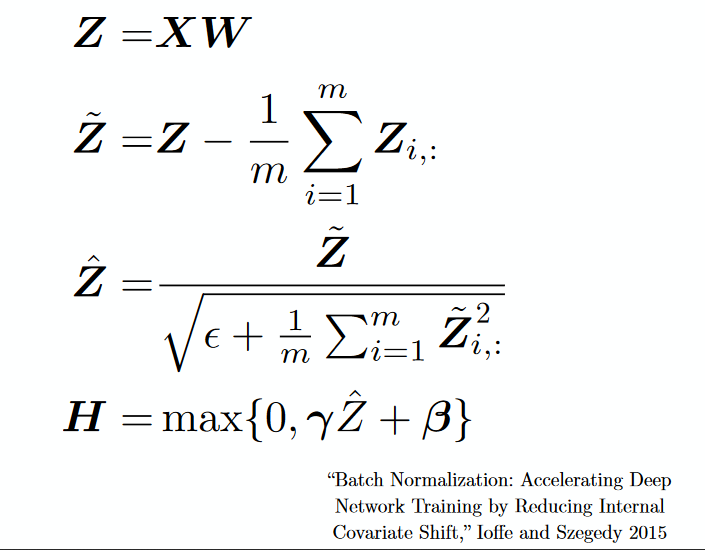 Z =XW
Z̃ =Z − 1/m ∑_{i=1}^{m} Z_{i,:}
Ẑ = Z̃ / √(ϵ + 1/m ∑_{i=1}^{m} Z̃²_{i,:})
H = max{0, γẐ + β}
“Batch Normalization: Accelerating Deep
Network Training by Reducing Internal
Covariate Shift,” Ioffe and Szegedy 2015